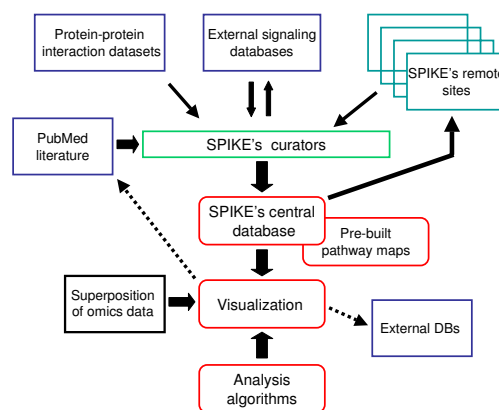 Protein-protein
interaction datasets
External signaling
databases
SPIKE's remote
sites
PubMed
literature
SPIKE's curators
SPIKE's central
database
Pre-built
pathway maps
Superposition
of omics data
Visualization
External DBs
Analysis
algorithms